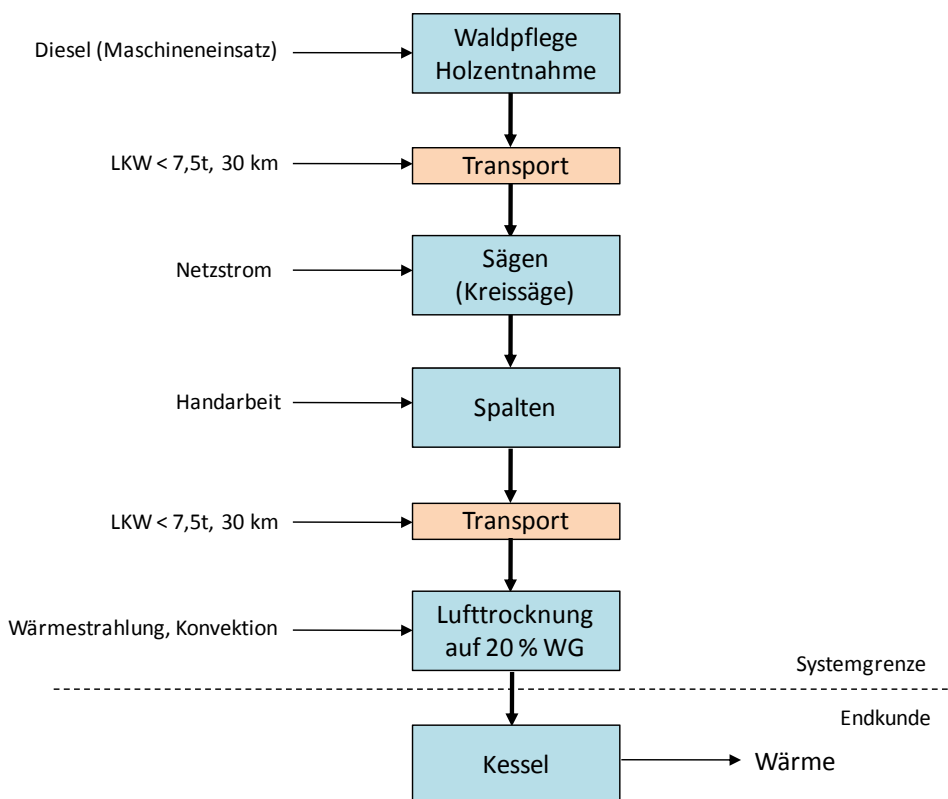 Diesel (Maschineneinsatz)
Waldpflege
Holzentnahme
LKW < 7,5t, 30 km
Transport
Netzstrom
Sägen
(Kreissäge)
Handarbeit
Spalten
LKW < 7,5t, 30 km
Transport
Wärmestrahlung, Konvektion
Lufttrocknung
auf 20 % WG
Systemgrenze
Endkunde
Kessel
Wärme